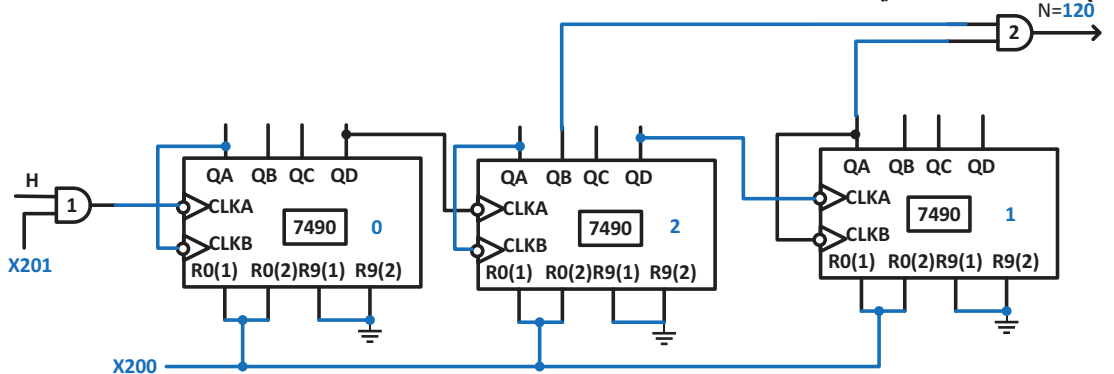 N=120
2
QA QB QC QD
CLKA
7490 0
CLKB
R0(1) R0(2) R9(1) R9(2)
QA QB QC QD
CLKA
7490 2
CLKB
R0(1) R0(2) R9(1) R9(2)
QA QB QC QD
CLKA
7490 1
CLKB
R0(1) R0(2) R9(1) R9(2)
H
1
X201
X200